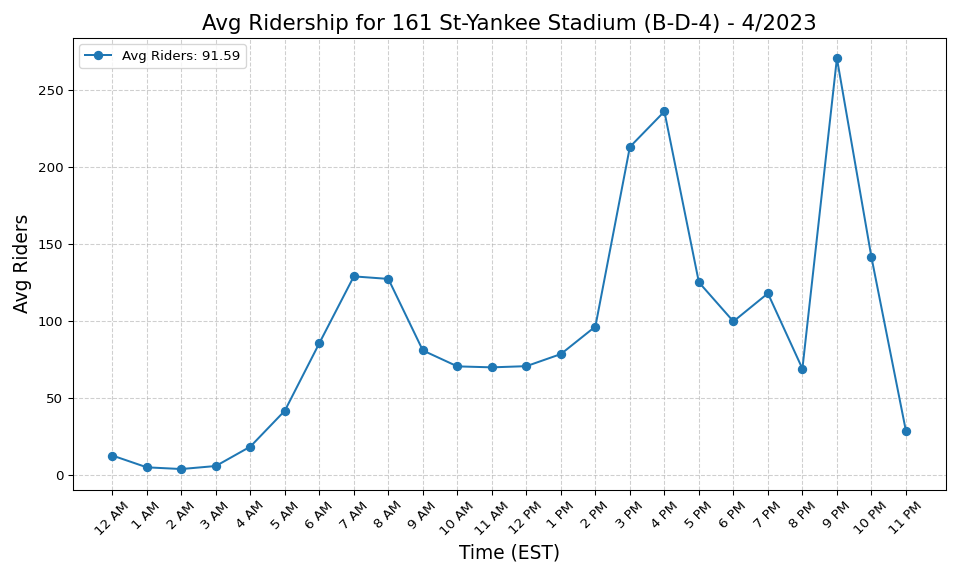 Avg Ridership for 161 St-Yankee Stadium (B-D-4) - 4/2023
Avg Riders: 91.59
Avg Riders
250
200
150
100
50
0
12 AM
1 AM
2 AM
3 AM
4 AM
5 AM
6 AM
7 AM
8 AM
9 AM
10 AM
11 AM
12 PM
1 PM
2 PM
3 PM
4 PM
5 PM
6 PM
7 PM
8 PM
9 PM
10 PM
11 PM
Time (EST)